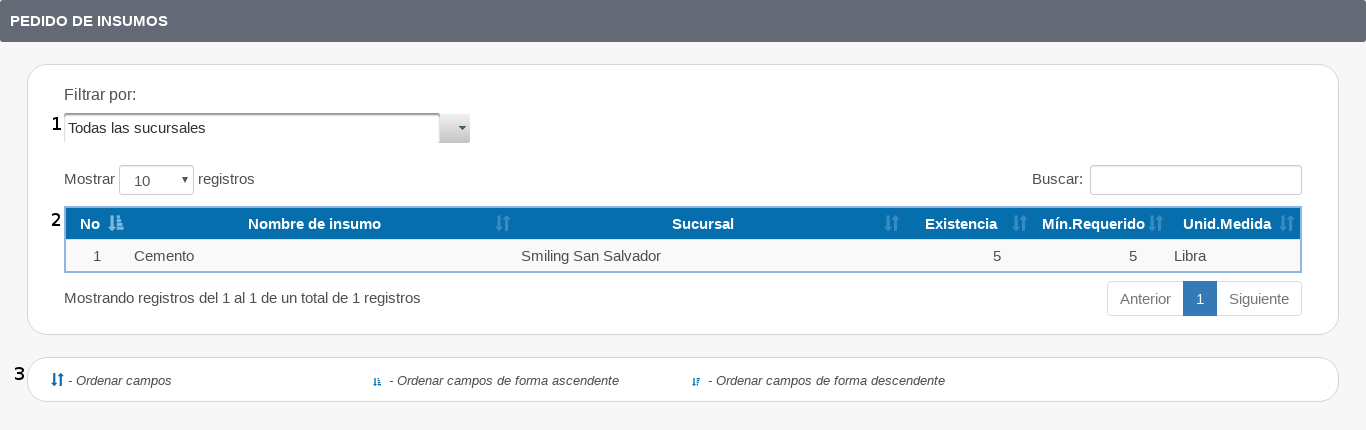 PEDIDO DE INSUMOS
Filtrar por:
1 Todas las sucursales
Mostrar 10 registros Buscar:
2 No Nombre de insumo Sucursal Existencia Mín.Requerido Unid.Medida
1 Cemento Smiling San Salvador 5 5 Libra
Mostrando registros del 1 al 1 de un total de 1 registros Anterior 1 Siguiente
3 - Ordenar campos - Ordenar campos de forma ascendente - Ordenar campos de forma descendente